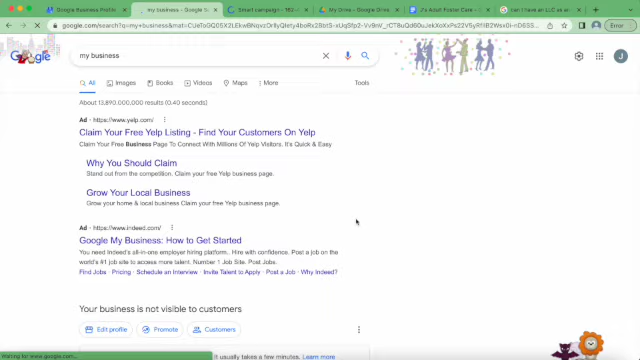 Google Business Profile
my business - Google Search
Smart campaign - 162-
My Drive - Google Drive
J's Adult Foster Care -
can I have an LLC as an
google.com/search?q=my+business&mat=
Error
Google
my business
J
All
Images
Books
Videos
Maps
More
Tools
About 13,890,000,000 results (0.40 seconds)
Ad · https://www.yelp.com/
Claim Your Free Yelp Listing - Find Your Customers On Yelp
Claim Your Free Business Page To Connect With Millions Of Yelp Visitors. It's Quick & Easy
Why You Should Claim
Stand out from the competition. Claim your free Yelp business page.
Grow Your Local Business
Grow your home & local business Claim your free Yelp business page.
Ad · https://www.indeed.com/
Google My Business: How to Get Started
You Need Indeed's all-in-one employer hiring platform. Hire with confidence. Post a job on the
world's #1 job site to access more talent. Number 1 Job Site. Post Jobs.
Find Jobs · Pricing · Schedule an Interview · Invite Talent to Apply · Post a Job · Why Indeed?
Your business is not visible to customers
Edit profile
Promote
Customers
it usually takes a few minutes. Learn more
Waiting for www.google.com...